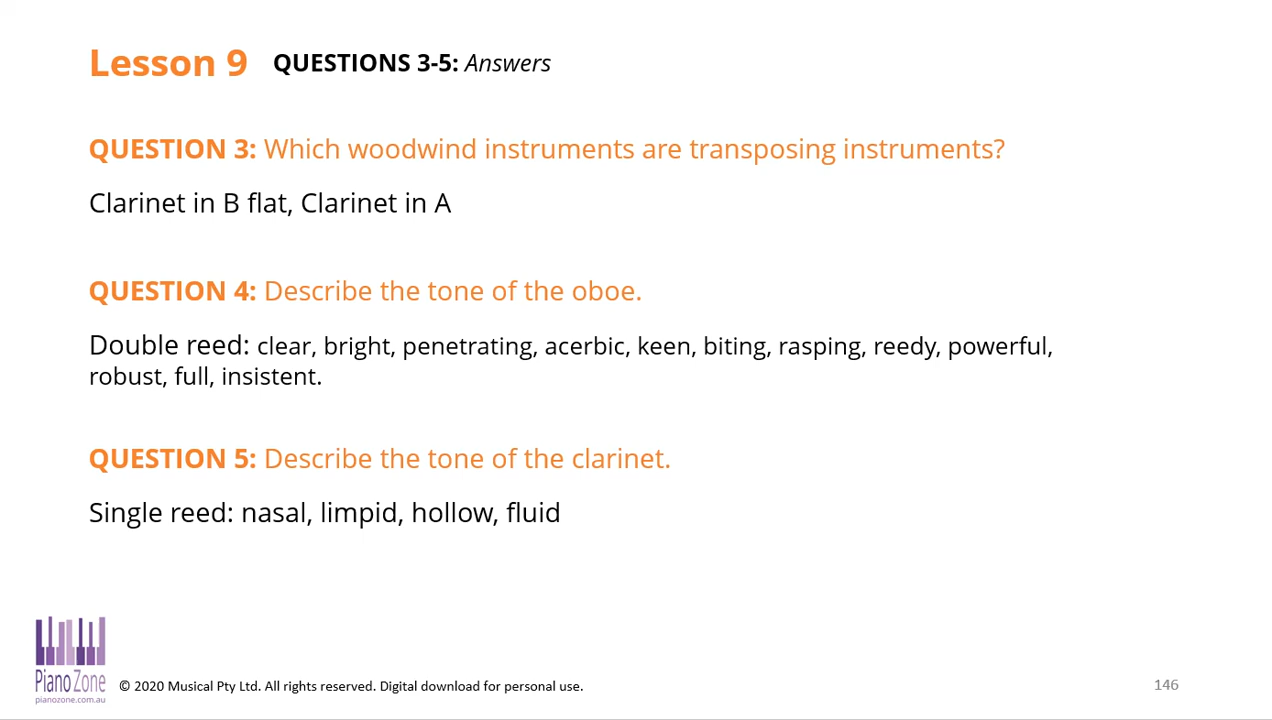 Lesson 9 QUESTIONS 3-5: Answers
QUESTION 3: Which woodwind instruments are transposing instruments?
Clarinet in B flat, Clarinet in A
QUESTION 4: Describe the tone of the oboe.
Double reed: clear, bright, penetrating, acerbic, keen, biting, rasping, reedy, powerful,
robust, full, insistent.
QUESTION 5: Describe the tone of the clarinet.
Single reed: nasal, limpid, hollow, fluid
PianoZone
pianozone.com.au
© 2020 Musical Pty Ltd. All rights reserved. Digital download for personal use.
146